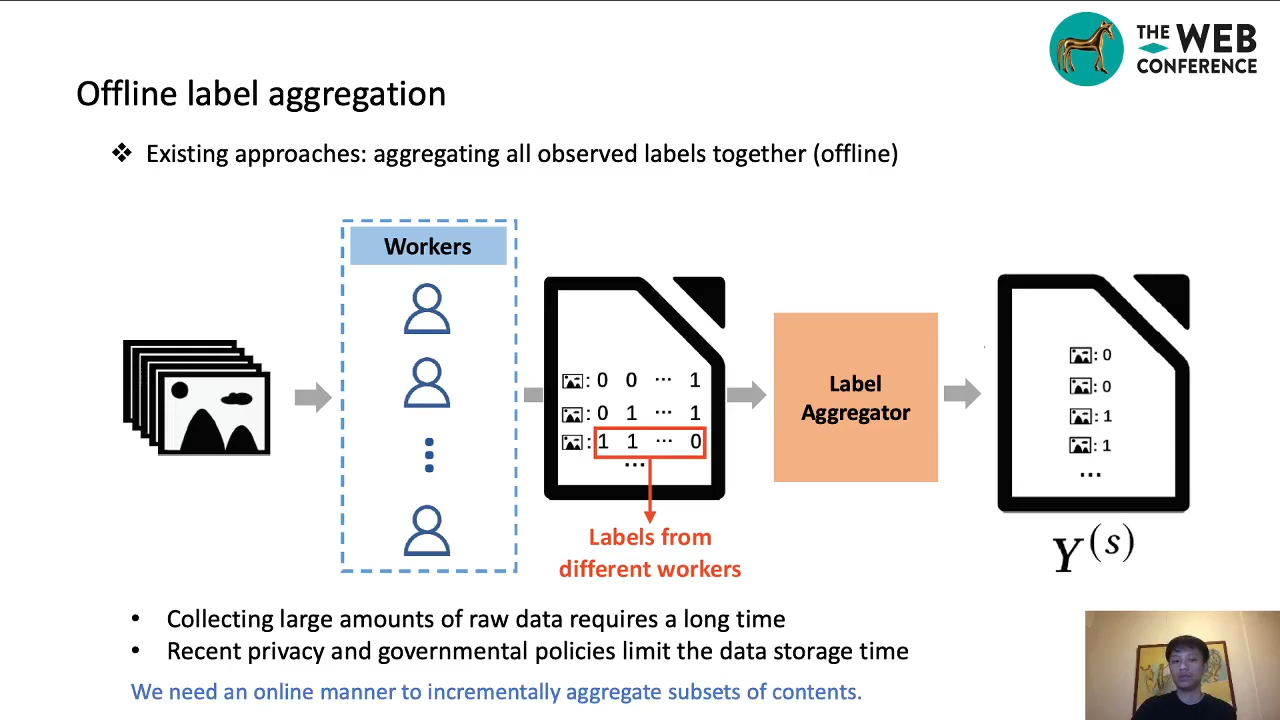 THE WEB
CONFERENCE
Offline label aggregation
❖ Existing approaches: aggregating all observed labels together (offline)
Workers
: 0 0 ... 1
: 0 1 ... 1
: 1 1 ... 0
...
Label
Aggregator
: 0
: 0
: 1
: 1
...
Labels from
different workers
Y^(s)
• Collecting large amounts of raw data requires a long time
• Recent privacy and governmental policies limit the data storage time
We need an online manner to incrementally aggregate subsets of contents.